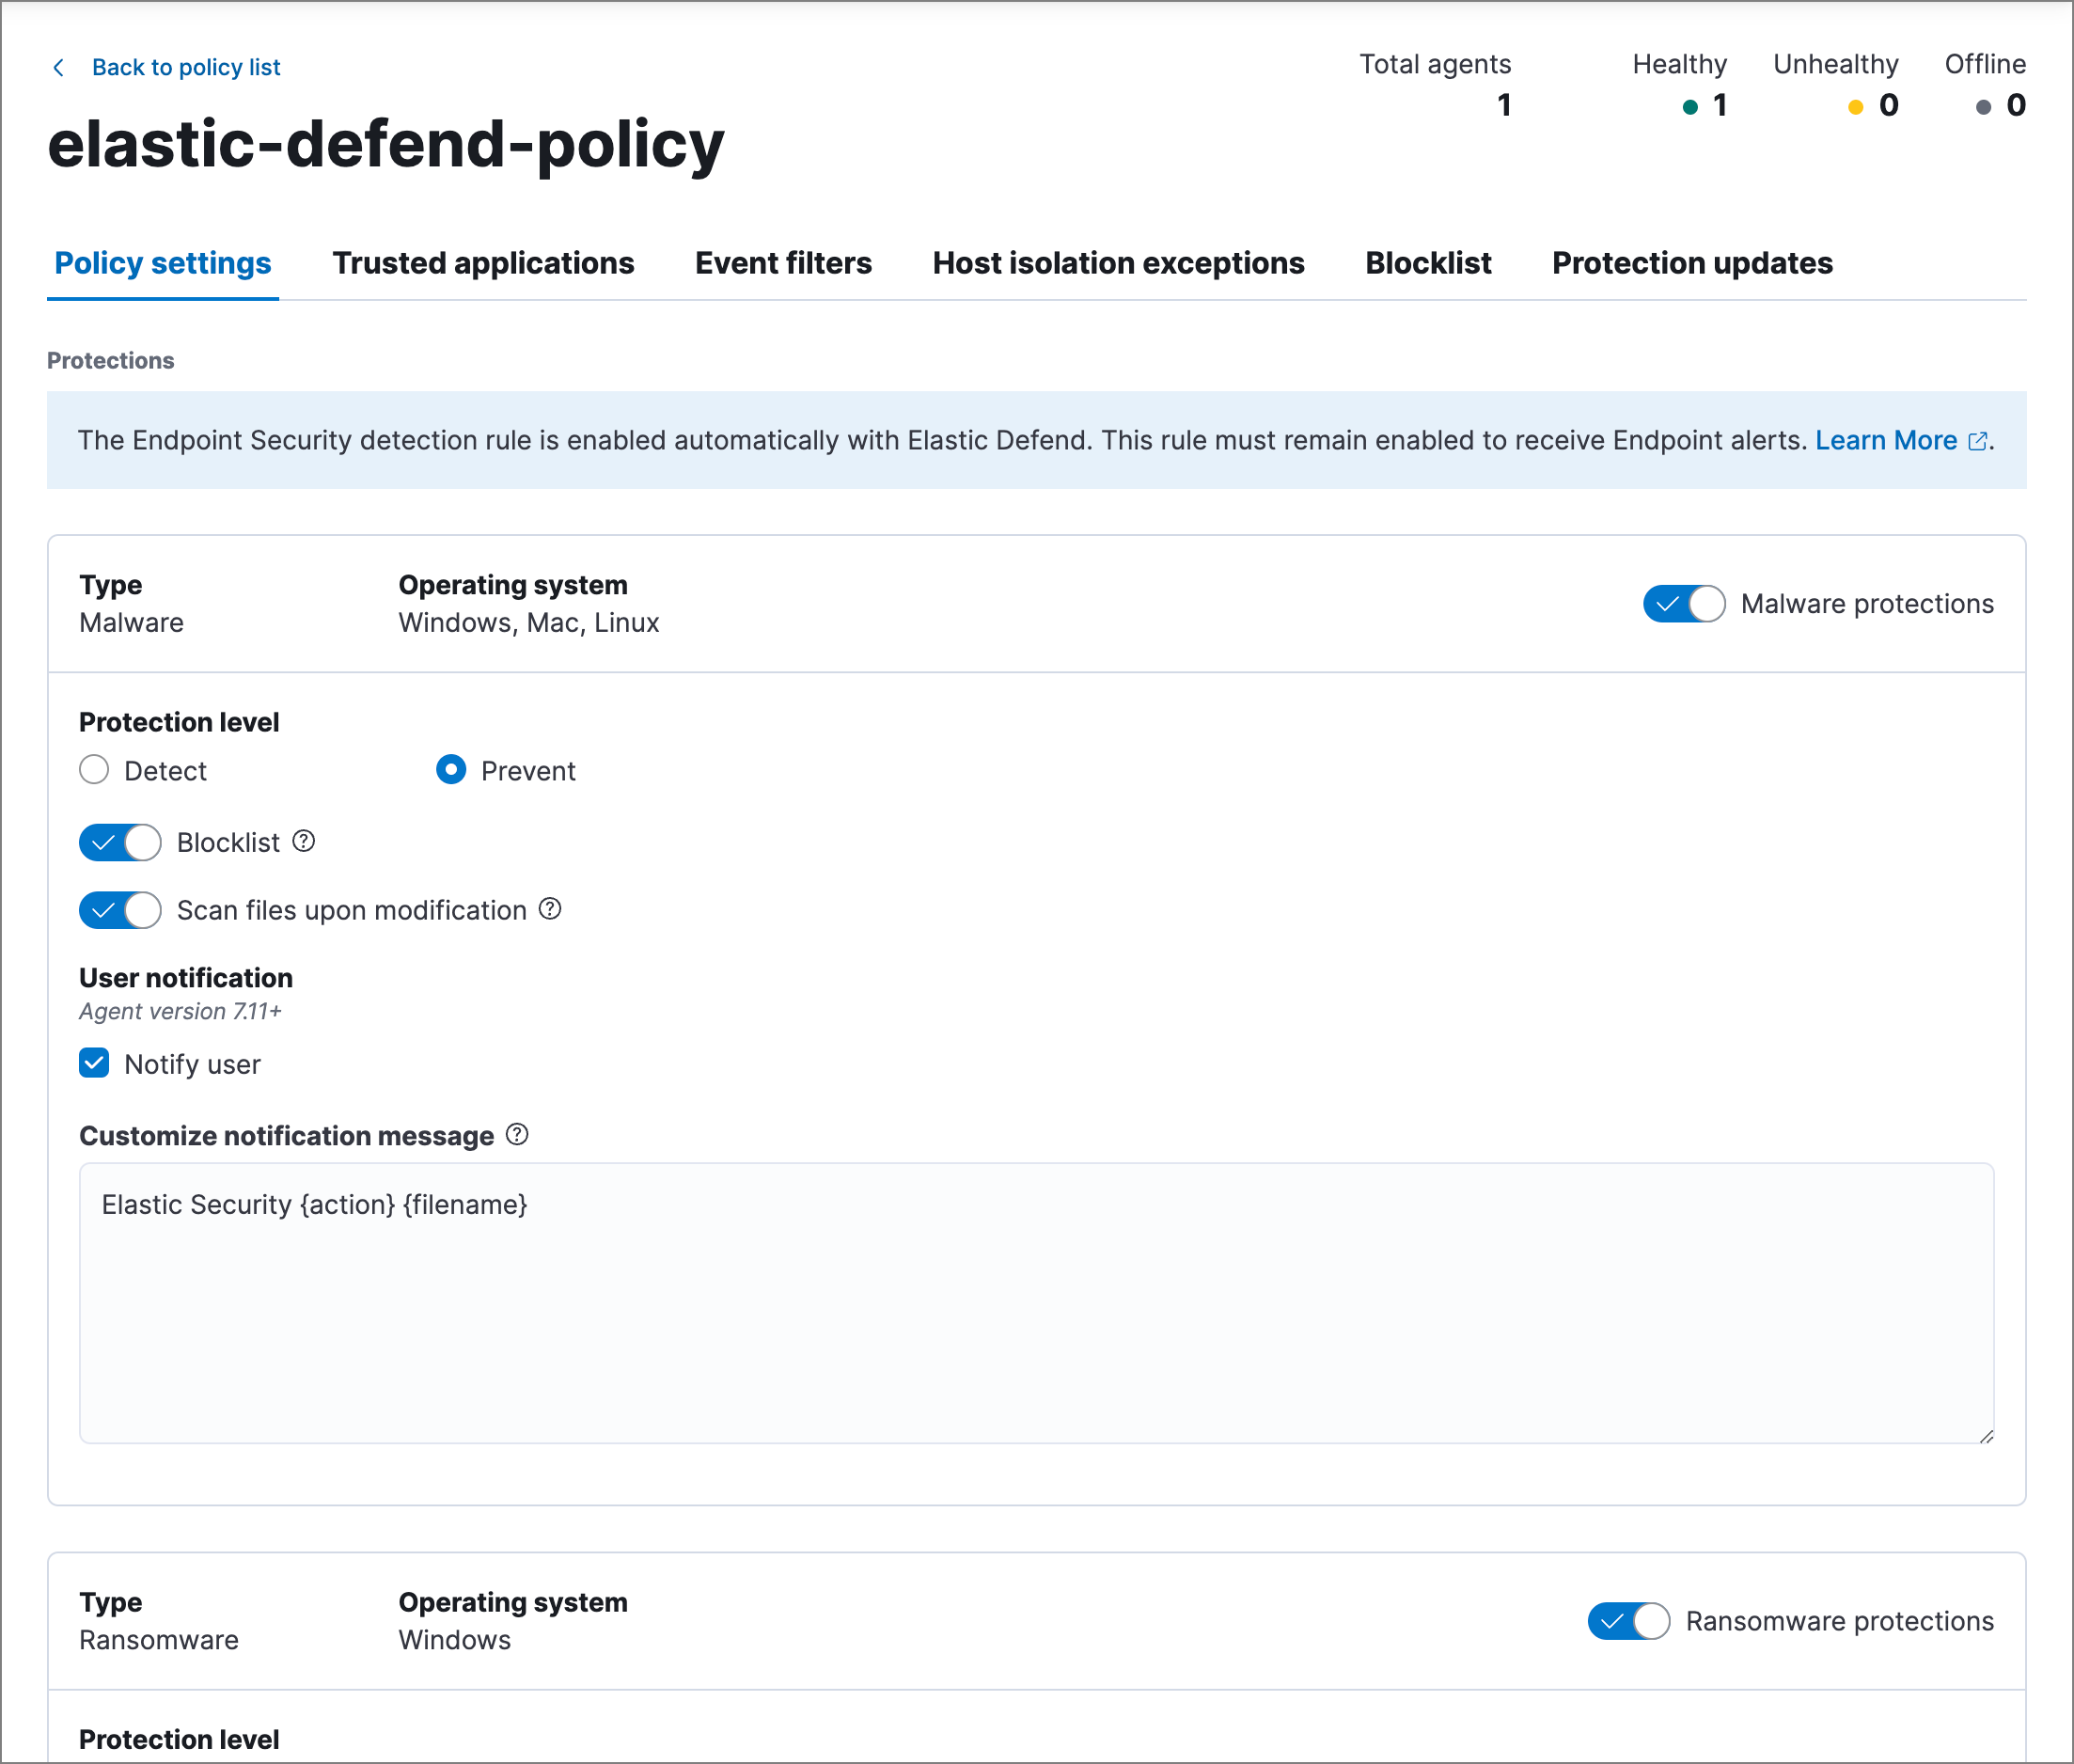 Back to policy list
Total agents Healthy Unhealthy Offline
1 1 0 0
elastic-defend-policy
Policy settings Trusted applications Event filters Host isolation exceptions Blocklist Protection updates
Protections
The Endpoint Security detection rule is enabled automatically with Elastic Defend. This rule must remain enabled to receive Endpoint alerts. Learn More .
Type Operating system
Malware Windows, Mac, Linux
Malware protections
Protection level
Detect Prevent
Blocklist
Scan files upon modification
User notification
Agent version 7.11+
Notify user
Customize notification message
Elastic Security {action} {filename}
Type Operating system
Ransomware Windows
Ransomware protections
Protection level